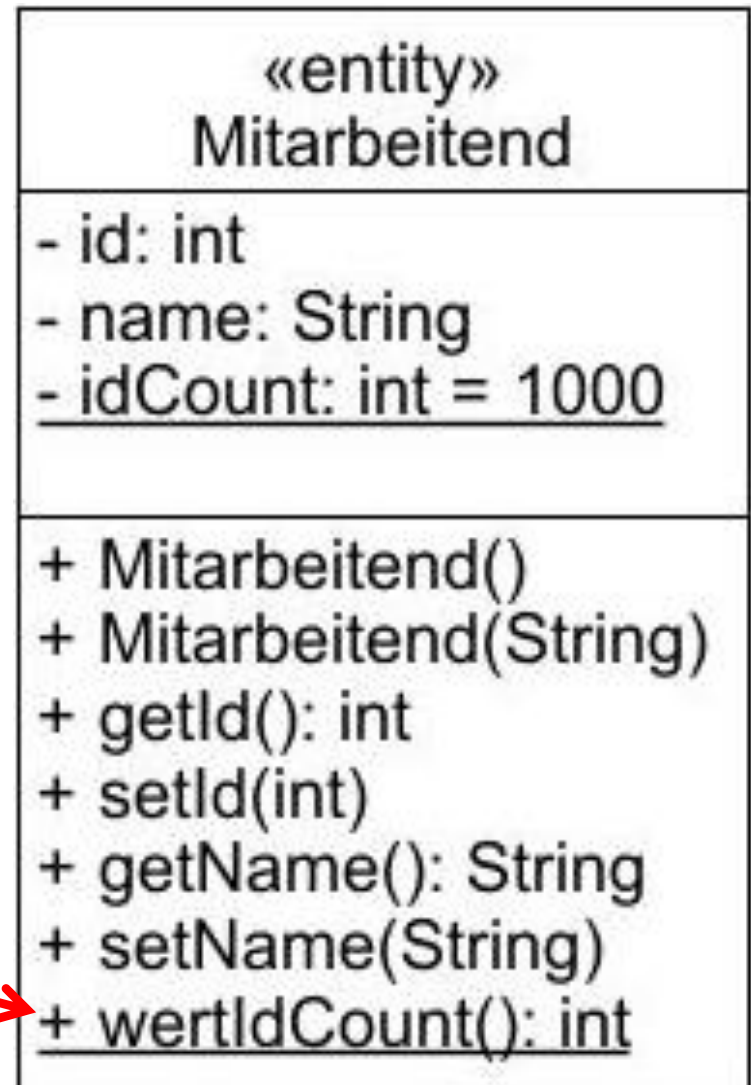 «entity»
Mitarbeitend
- id: int
- name: String
- idCount: int = 1000
+ Mitarbeitend()
+ Mitarbeitend(String)
+ getId(): int
+ setId(int)
+ getName(): String
+ setName(String)
+ wertIdCount(): int